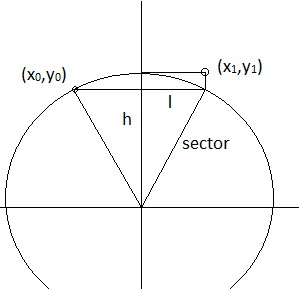 (x₀,y₀)
(x₁,y₁)
l
h
sector